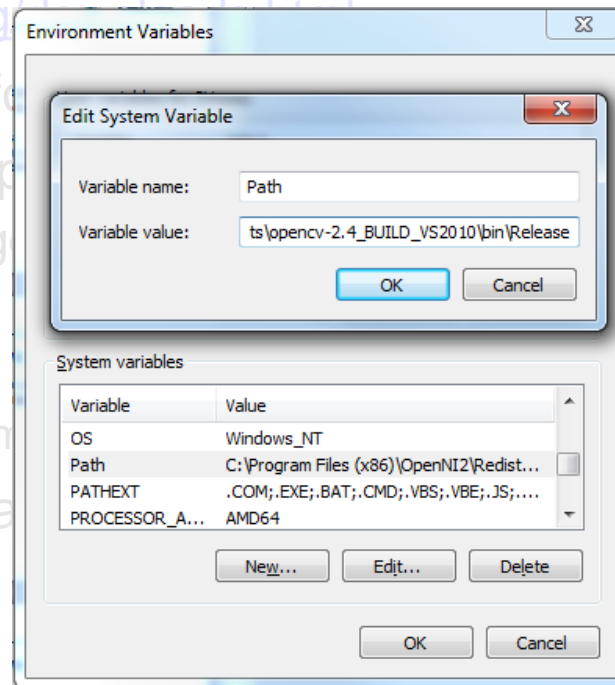 Environment Variables
Edit System Variable
Variable name: Path
Variable value: ts\opencv-2.4_BUILD_VS2010\bin\Release
OK Cancel
System variables
Variable Value
OS Windows_NT
Path C:\Program Files (x86)\OpenNI2\Redist...
PATHEXT .COM;.EXE;.BAT;.CMD;.VBS;.VBE;.JS;....
PROCESSOR_A... AMD64
New... Edit... Delete
OK Cancel